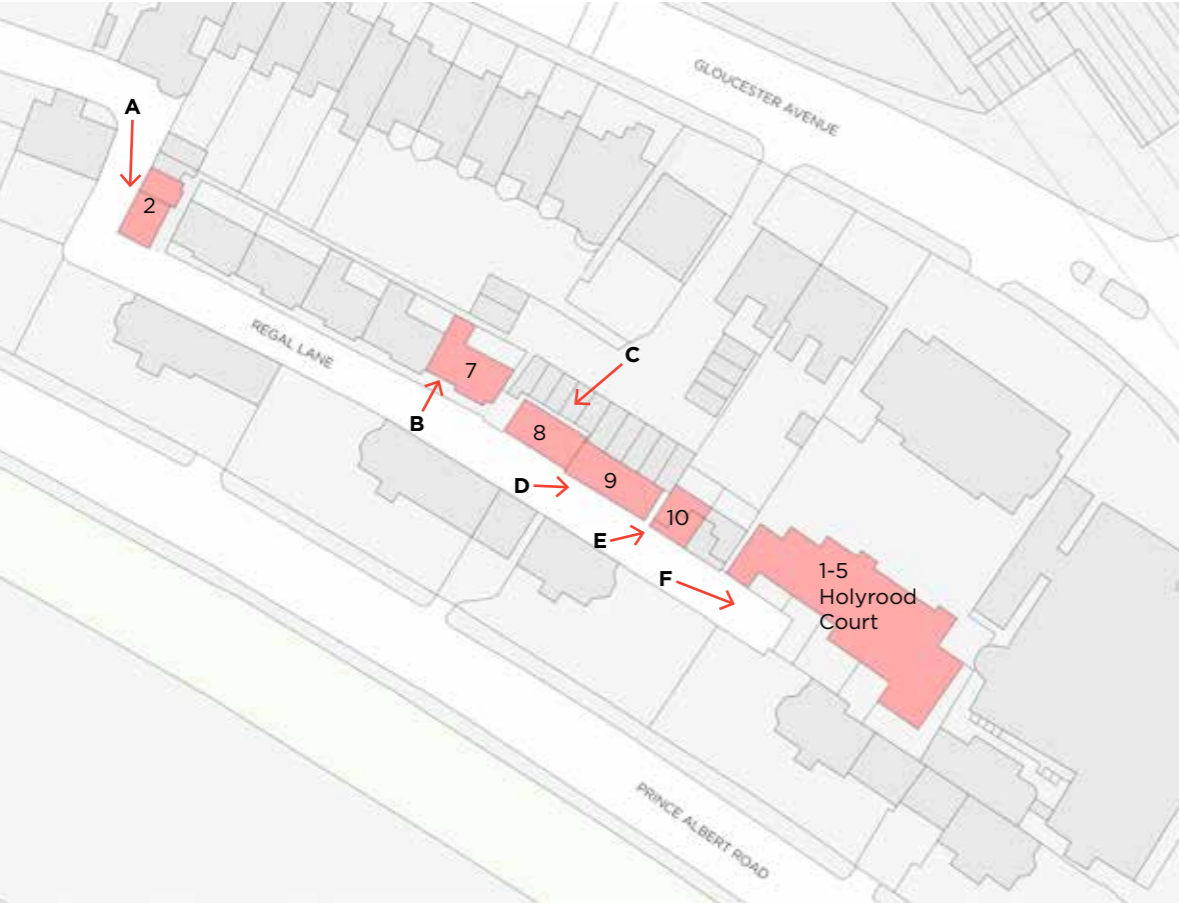 GLOUCESTER AVENUE
A
2
REGAL LANE
C
7
B
8
9
D
10
E
F
1-5
Holyrood
Court
PRINCE ALBERT ROAD